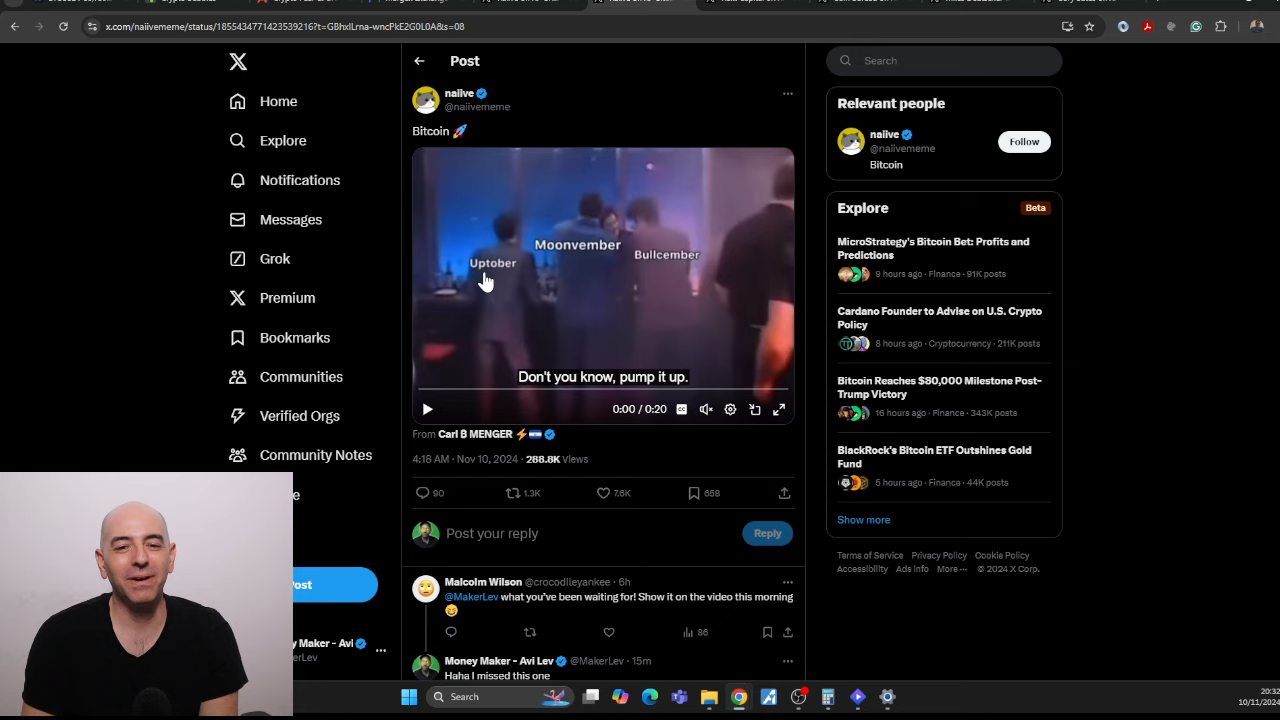 x.com/naiivememe/status/1855434771423539216?t=GBhxlLrna-wncPkE2G0L0A&s=08
Home
Explore
Notifications
Messages
Grok
Premium
Bookmarks
Communities
Verified Orgs
Community Notes
Post
naiive
@naiivememe
Bitcoin 🚀
Uptober
Moonvember
Bullcember
Don't you know, pump it up.
0:00 / 0:20
CC
From Carl B MENGER ⚡🇸🇻
4:18 AM · Nov 10, 2024 · 288.8K Views
90 1.3K 7.6K 658
Post your reply
Reply
Malcolm Wilson @crocodlleyankee · 6h
@MakerLev what you've been waiting for! Show it on the video this morning
😆
86
Money Maker - Avi Lev @MakerLev · 15m
Haha I missed this one
Search
Relevant people
naiive
@naiivememe
Follow
Bitcoin
Explore
Beta
MicroStrategy's Bitcoin Bet: Profits and
Predictions
9 hours ago · Finance · 91K posts
Cardano Founder to Advise on U.S. Crypto
Policy
8 hours ago · Cryptocurrency · 211K posts
Bitcoin Reaches $80,000 Milestone Post-
Trump Victory
16 hours ago · Finance · 343K posts
BlackRock's Bitcoin ETF Outshines Gold
Fund
5 hours ago · Finance · 44K posts
Show more
Terms of Service Privacy Policy Cookie Policy
Accessibility Ads info More ··· © 2024 X Corp.
Search
20:32
10/11/2024